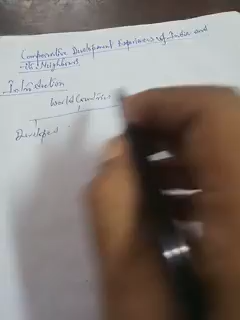 Comparative Development Experiences of India and
its Neighbours
Introduction
World Countries
Developed